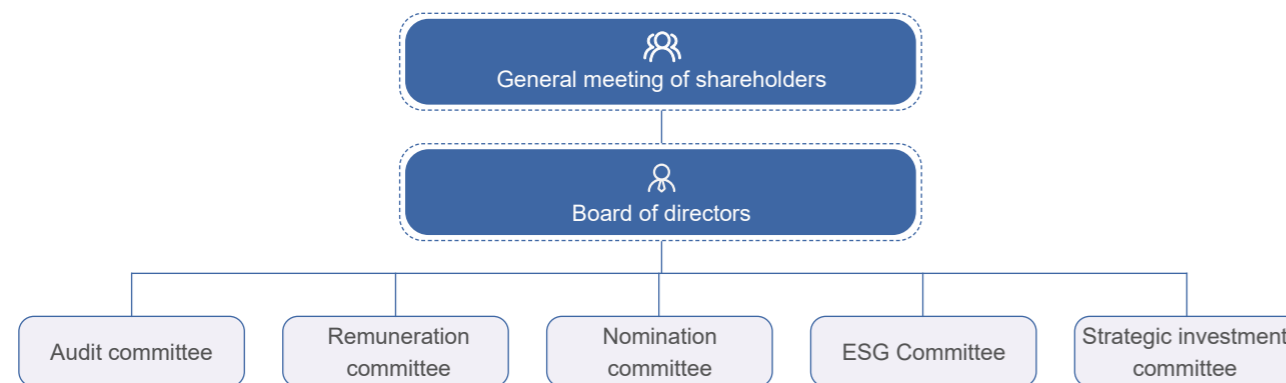 General meeting of shareholders
Board of directors
Audit committee
Remuneration
committee
Nomination
committee
ESG Committee
Strategic investment
committee